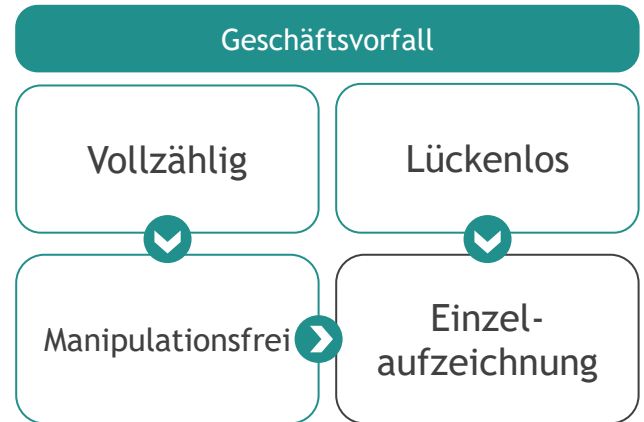 Geschäftsvorfall
Vollzählig
Lückenlos
Manipulationsfrei
Einzel-
aufzeichnung